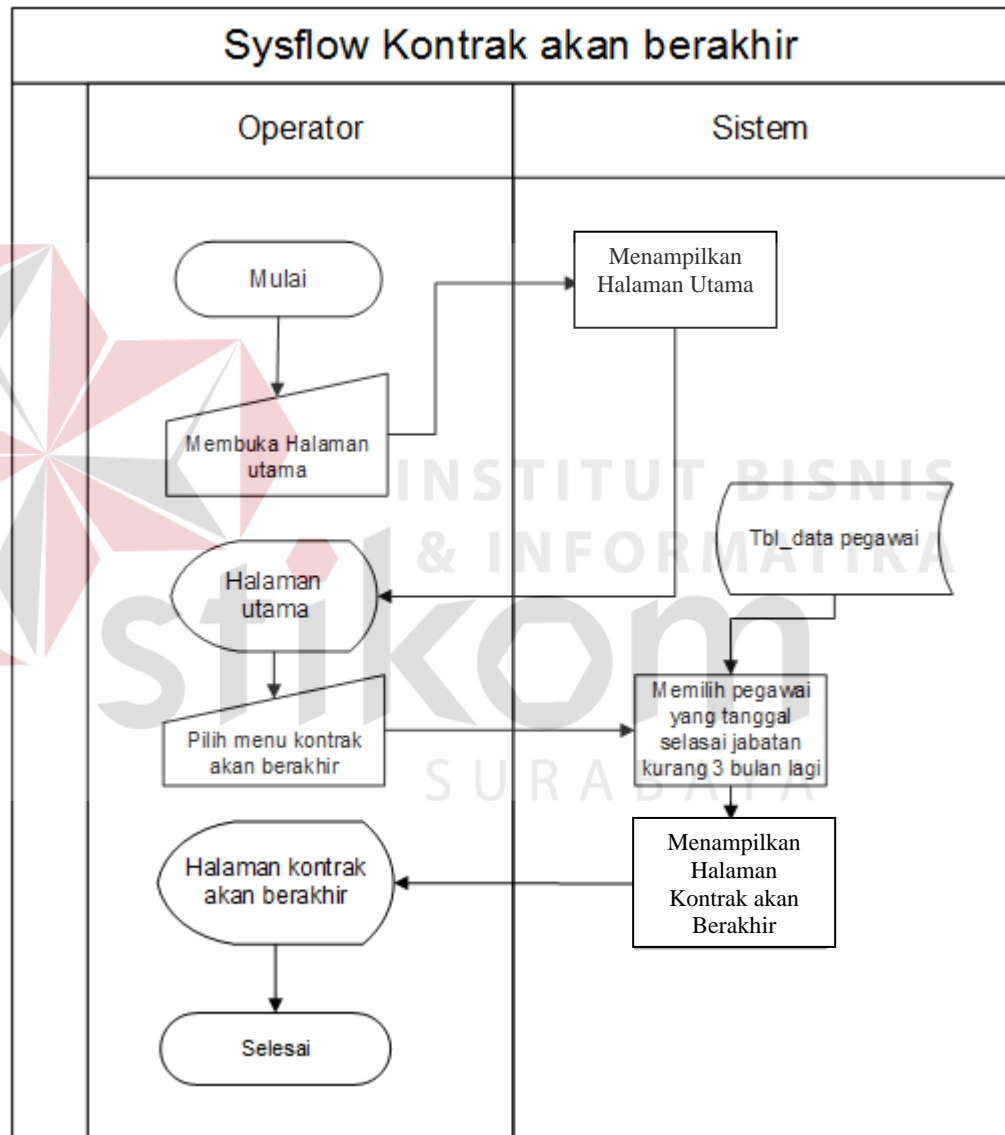 Sysflow Kontrak akan berakhir
Operator
Sistem
Mulai
Menampilkan
Halaman Utama
Membuka Halaman
utama
INSTITUT BISNIS
& INFORMATIKA
stikom
SURABAYA
Tbl_data pegawai
Halaman
utama
Pilih menu kontrak
akan berakhir
Memilih pegawai
yang tanggal
selasai jabatan
kurang 3 bulan lagi
Menampilkan
Halaman
Kontrak akan
Berakhir
Halaman kontrak
akan berakhir
Selesai